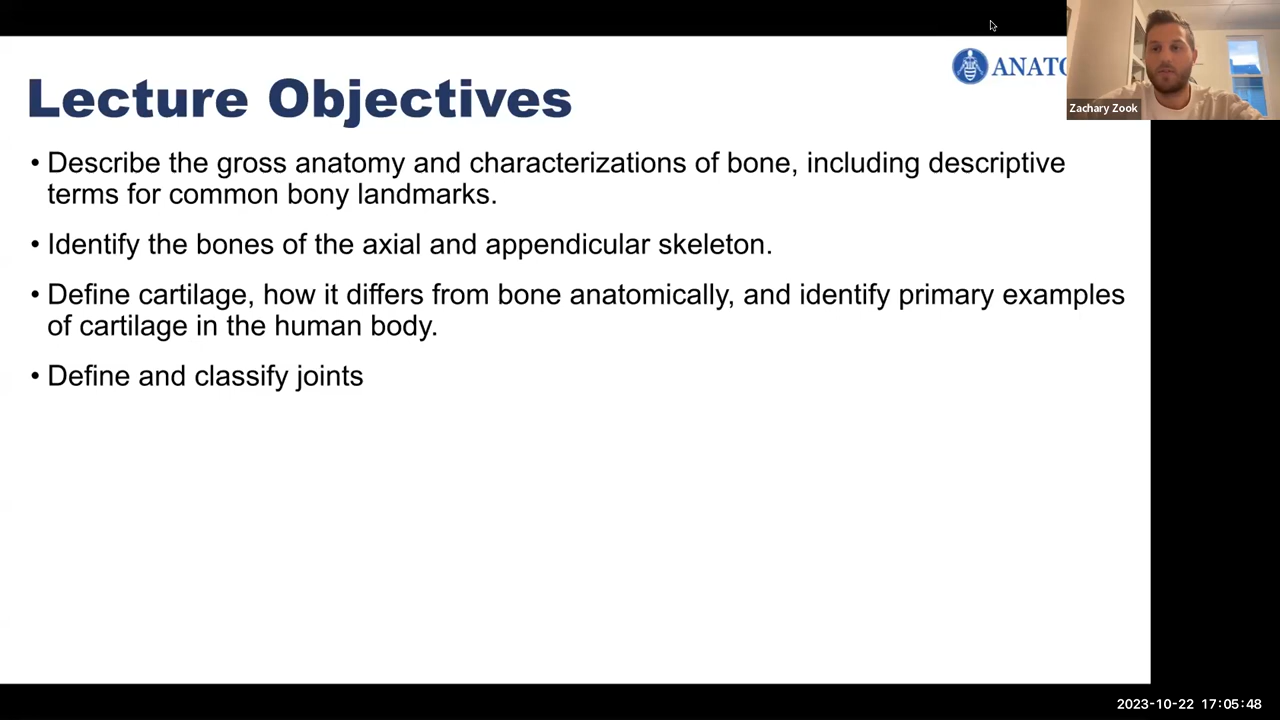 ANATO
Lecture Objectives
Zachary Zook
• Describe the gross anatomy and characterizations of bone, including descriptive
terms for common bony landmarks.
• Identify the bones of the axial and appendicular skeleton.
• Define cartilage, how it differs from bone anatomically, and identify primary examples
of cartilage in the human body.
• Define and classify joints
2023-10-22 17:05:48